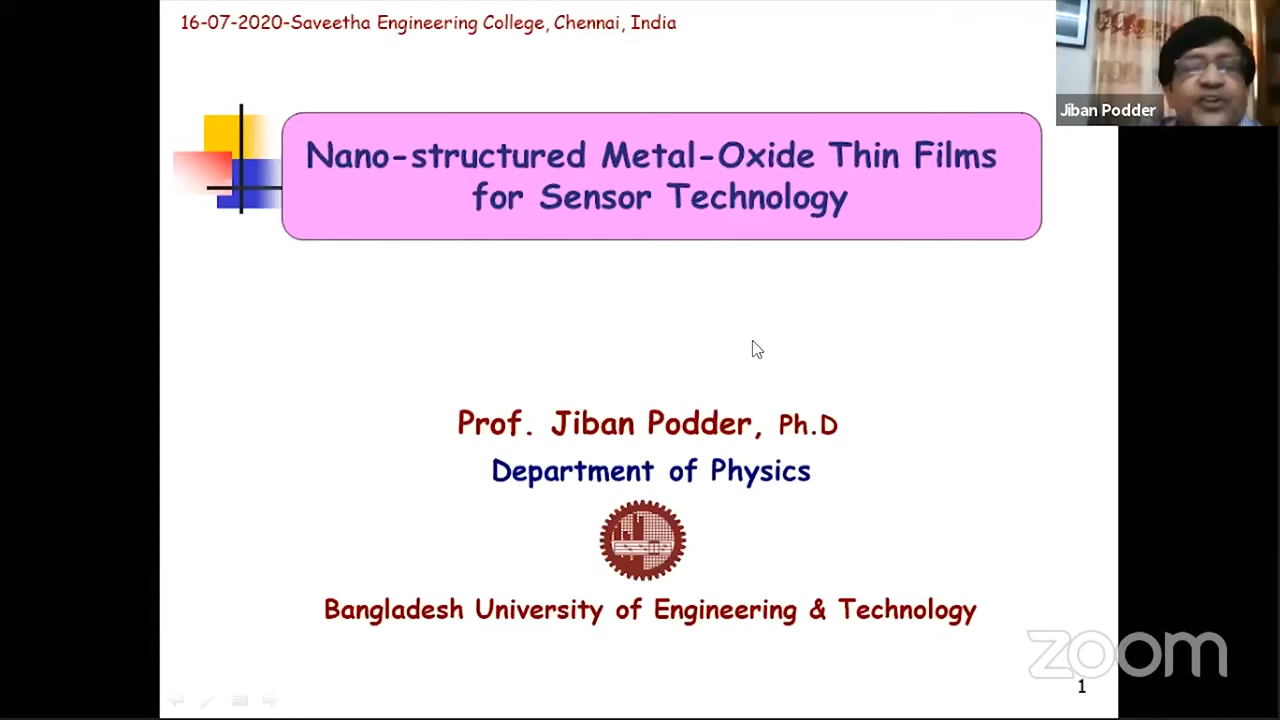 16-07-2020-Saveetha Engineering College, Chennai, India
Jiban Podder
Nano-structured Metal-Oxide Thin Films
for Sensor Technology
Prof. Jiban Podder, Ph.D
Department of Physics
Bangladesh University of Engineering & Technology
zoom
1